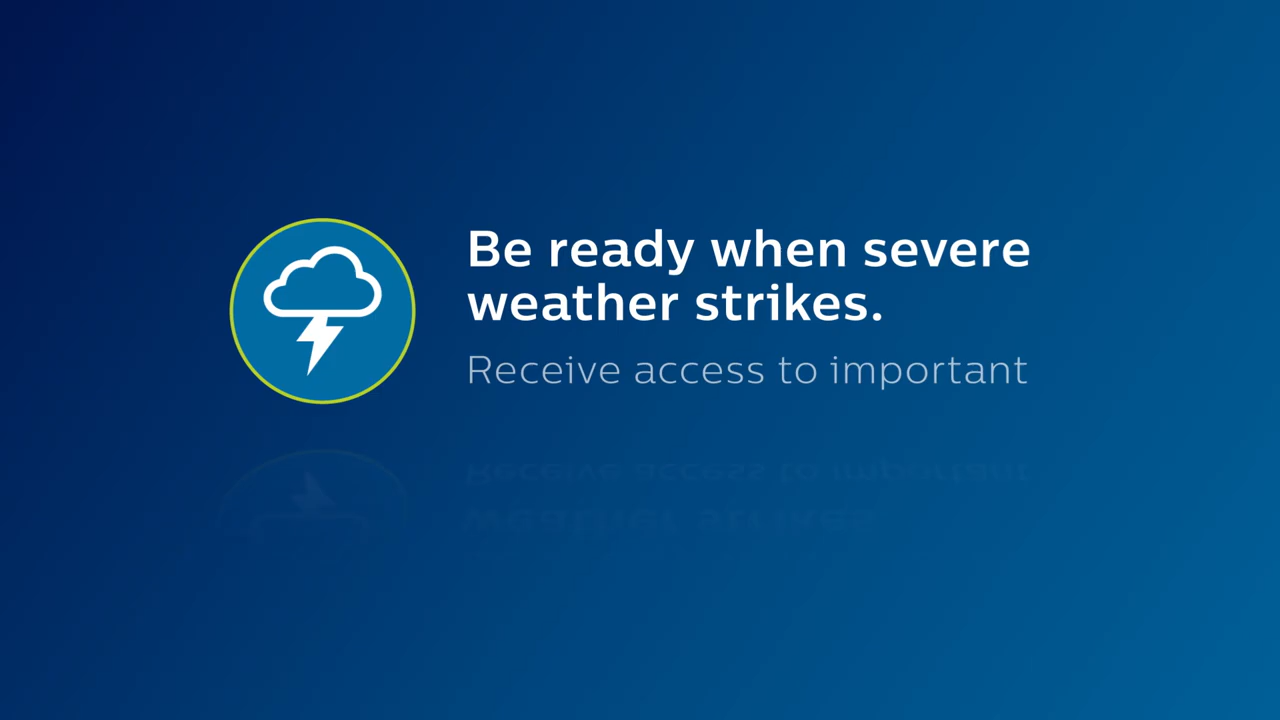 Be ready when severe
weather strikes.
Receive access to important